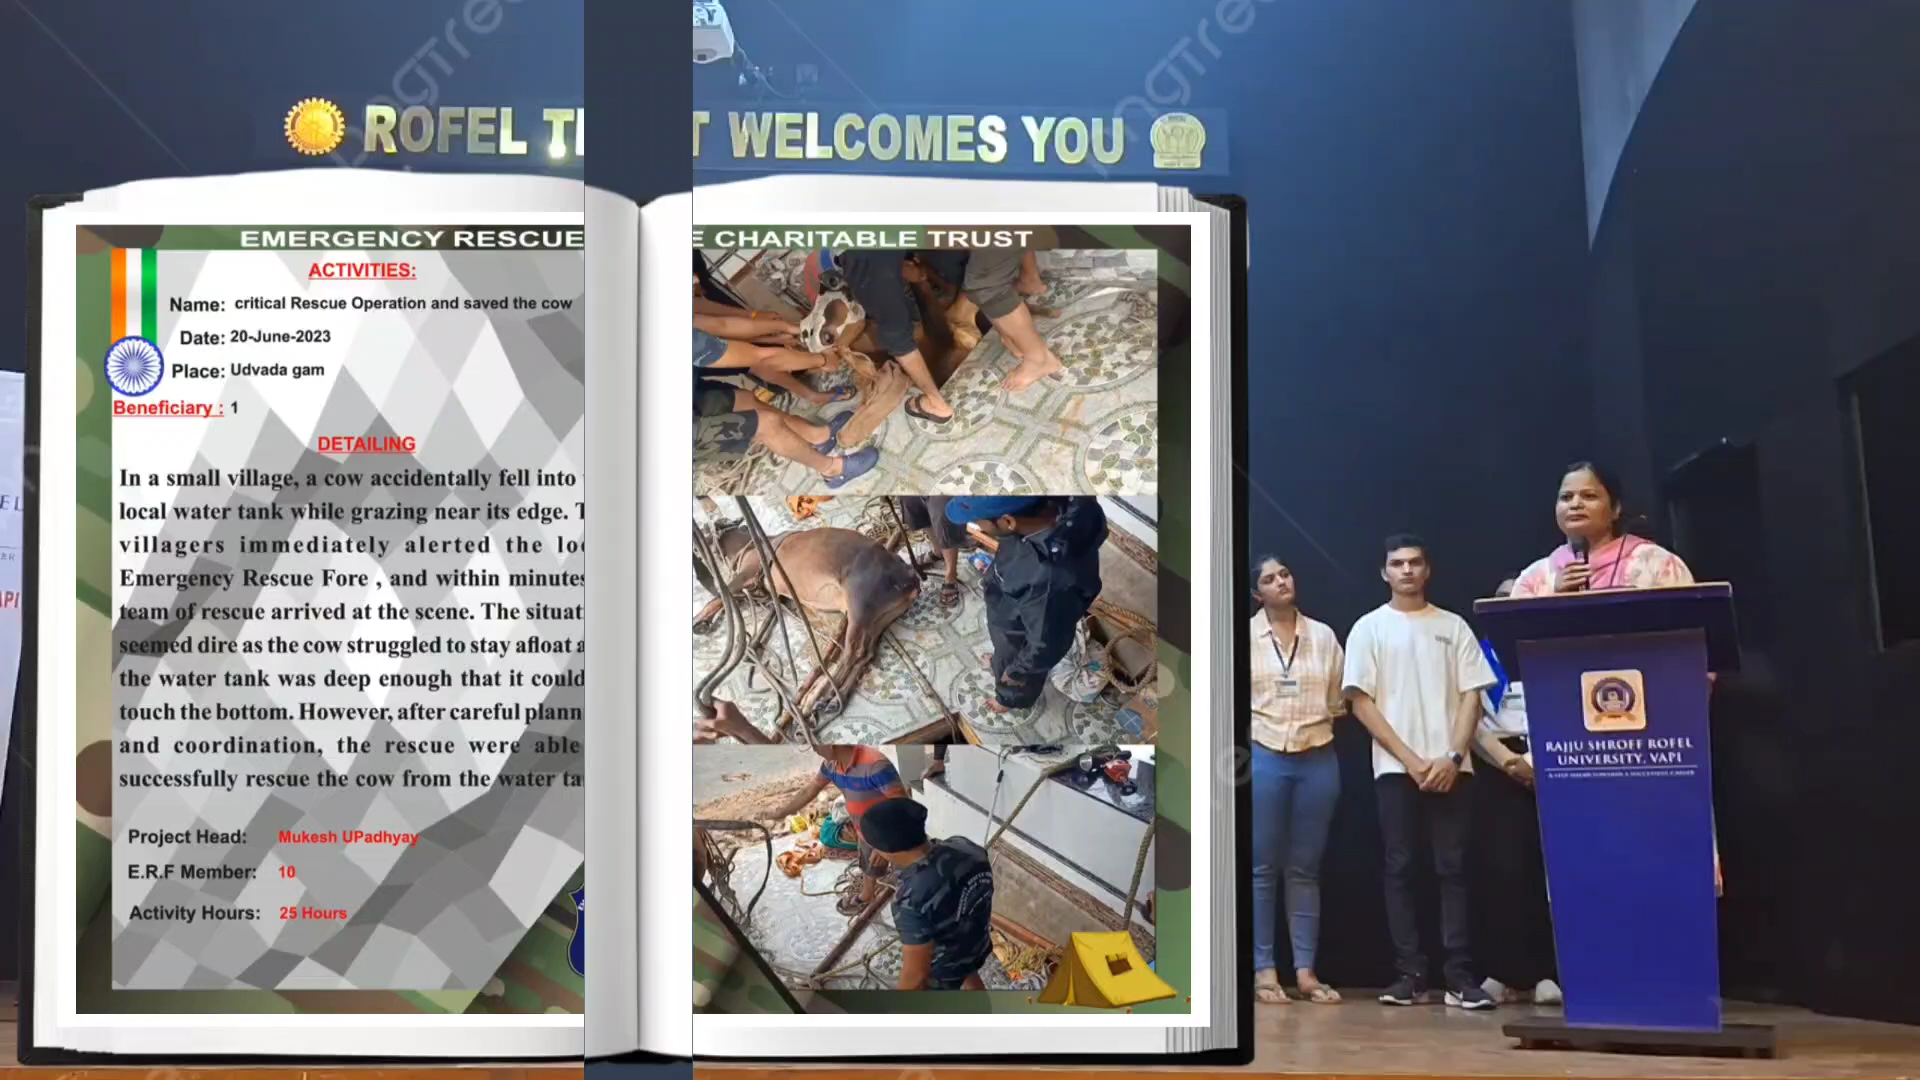 ROFEL T
T WELCOMES YOU
EMERGENCY RESCUE
E CHARITABLE TRUST
ACTIVITIES:
Name: critical Rescue Operation and saved the cow
Date: 20-June-2023
Place: Udvada gam
Beneficiary : 1
DETAILING
In a small village, a cow accidentally fell into
local water tank while grazing near its edge. T
villagers immediately alerted the loc
Emergency Rescue Fore , and within minutes
team of rescue arrived at the scene. The situati
seemed dire as the cow struggled to stay afloat a
the water tank was deep enough that it could
touch the bottom. However, after careful plann
and coordination, the rescue were able
successfully rescue the cow from the water ta
Project Head: Mukesh UPadhyay
E.R.F Member: 10
Activity Hours: 25 Hours
RAJJU SHROFF ROFEL
UNIVERSITY, VAPI
pngtree
pngtree